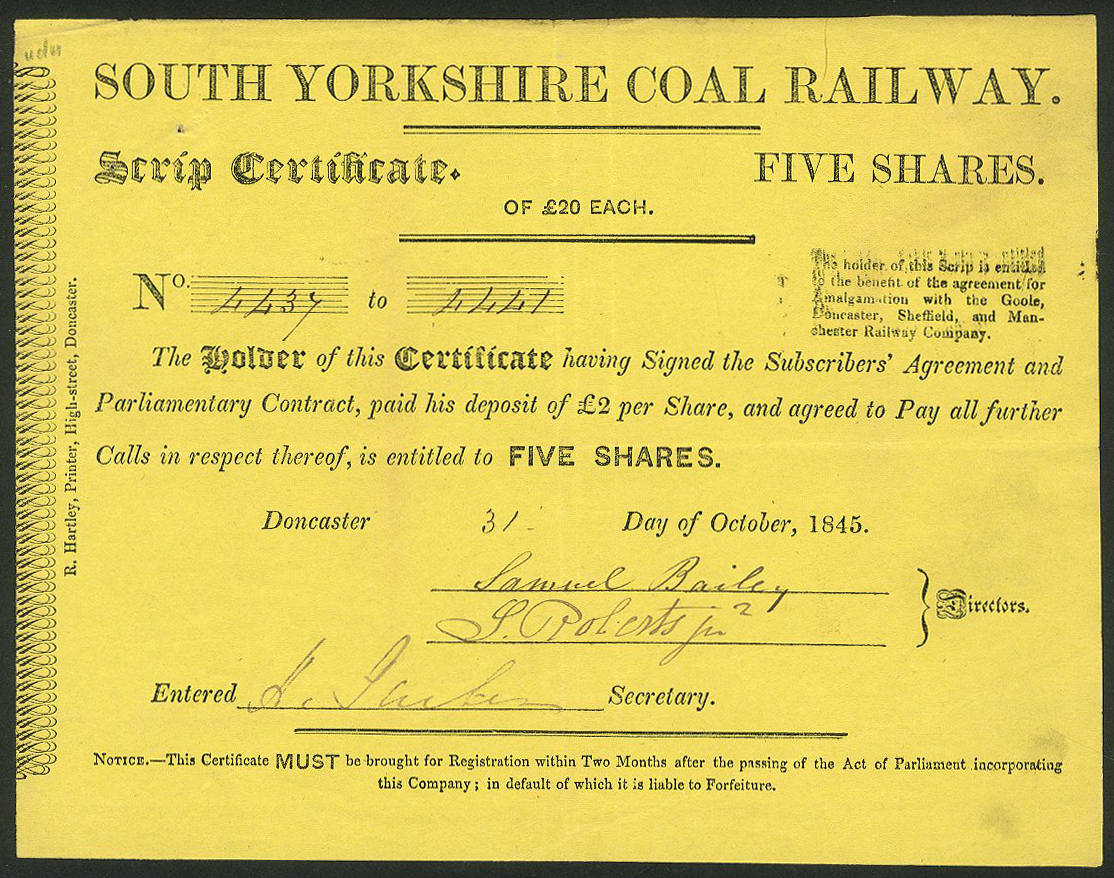 SOUTH YORKSHIRE COAL RAILWAY.
Scrip Certificate.
FIVE SHARES.
OF £20 EACH.
The holder of this Scrip is entitled
to the benefit of the agreement for
Amalgamation with the Goole,
Doncaster, Sheffield, and Man-
chester Railway Company.
No. 4437 to 4441
The Holder of this Certificate having Signed the Subscribers' Agreement and
Parliamentary Contract, paid his deposit of £2 per Share, and agreed to Pay all further
Calls in respect thereof, is entitled to FIVE SHARES.
Doncaster 31 Day of October, 1845.
Samuel Bailey
S. Roberts jnr
Directors.
Entered Secretary.
NOTICE.—This Certificate MUST be brought for Registration within Two Months after the passing of the Act of Parliament incorporating
this Company; in default of which it is liable to Forfeiture.
R. Hartley, Printer, High-street, Doncaster.